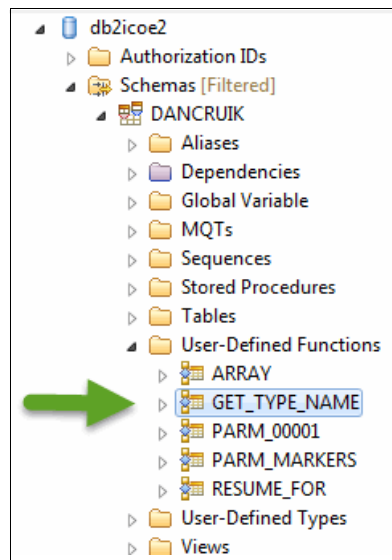 db2icoe2
Authorization IDs
Schemas [Filtered]
DANCRUIK
Aliases
Dependencies
Global Variable
MQTs
Sequences
Stored Procedures
Tables
User-Defined Functions
ARRAY
GET_TYPE_NAME
PARM_00001
PARM_MARKERS
RESUME_FOR
User-Defined Types
Views